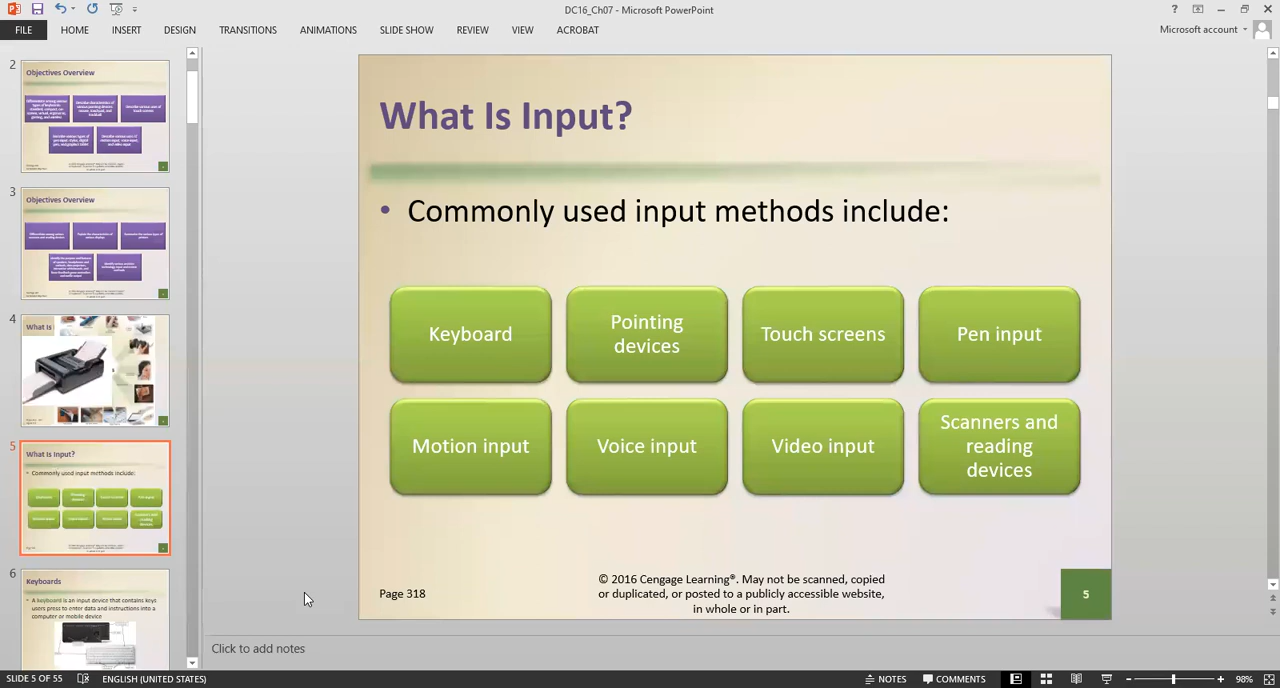 DC16_Ch07 - Microsoft PowerPoint
FILE HOME INSERT DESIGN TRANSITIONS ANIMATIONS SLIDE SHOW REVIEW VIEW ACROBAT
Microsoft account
2
Objectives Overview
3
Objectives Overview
4
What Is
5
What Is Input?
Commonly used input methods include:
6
Keyboards
A keyboard is an input device that contains keys
users press to enter data and instructions into a
computer or mobile device
What Is Input?
• Commonly used input methods include:
Keyboard
Pointing
devices
Touch screens
Pen input
Motion input
Voice input
Video input
Scanners and
reading
devices
Page 318
© 2016 Cengage Learning®. May not be scanned, copied
or duplicated, or posted to a publicly accessible website,
in whole or in part.
5
Click to add notes
SLIDE 5 OF 55 ENGLISH (UNITED STATES) NOTES COMMENTS 98%